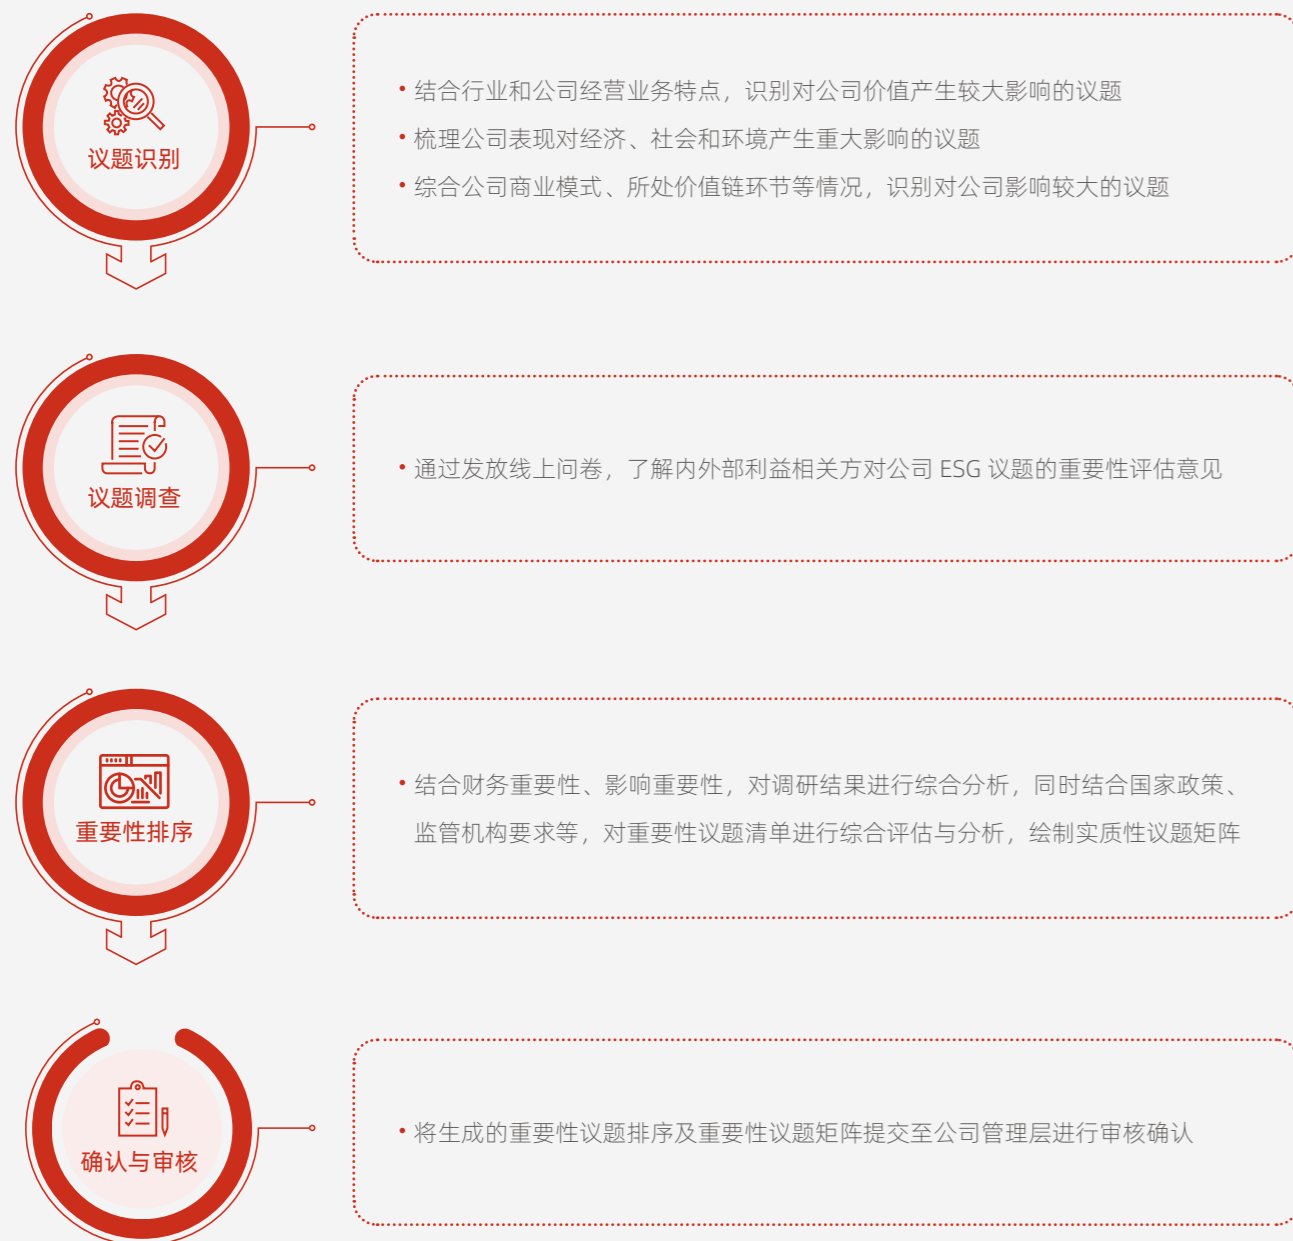 议题识别
• 结合行业和公司经营业务特点，识别对公司价值产生较大影响的议题
• 梳理公司表现对经济、社会和环境产生重大影响的议题
• 综合公司商业模式、所处价值链环节等情况，识别对公司影响较大的议题
议题调查
• 通过发放线上问卷，了解内外部利益相关方对公司 ESG 议题的重要性评估意见
重要性排序
• 结合财务重要性、影响重要性，对调研结果进行综合分析，同时结合国家政策、
监管机构要求等，对重要性议题清单进行综合评估与分析，绘制实质性议题矩阵
确认与审核
• 将生成的重要性议题排序及重要性议题矩阵提交至公司管理层进行审核确认